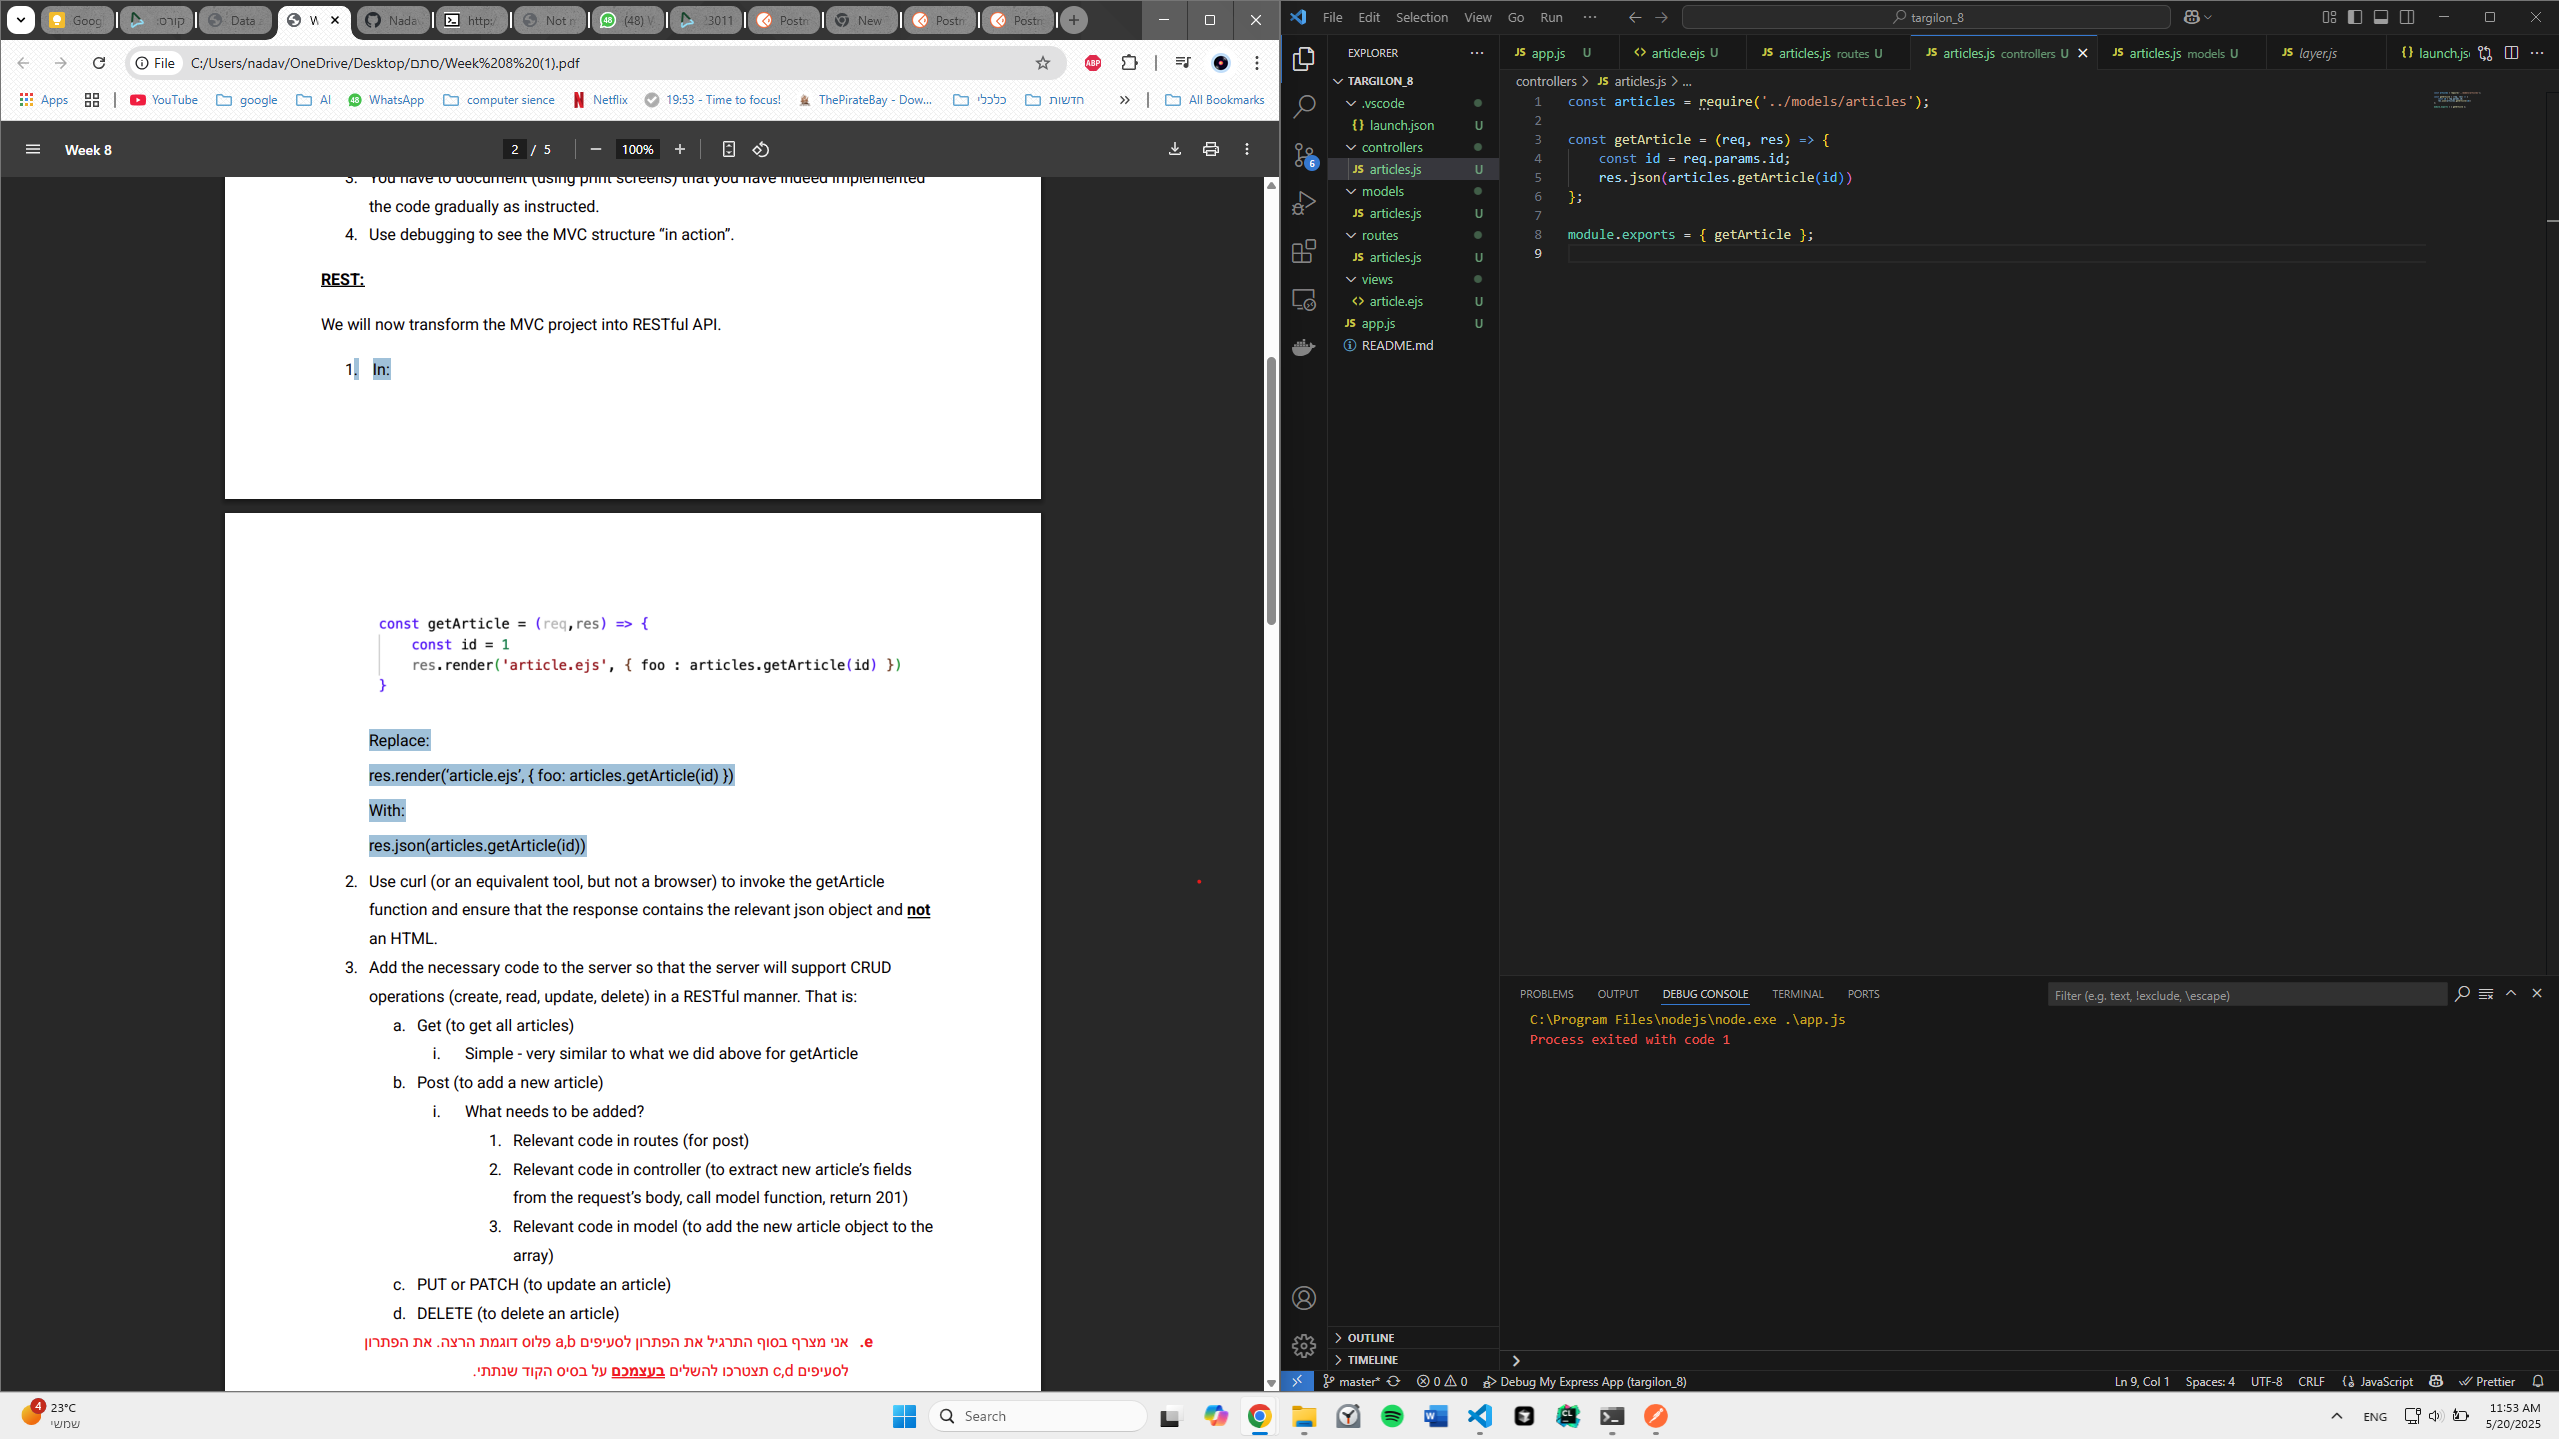 Goog
קורס:
Data
W
Nada
http:/
Not
(48)
:3011
Postm
New
Postm
Postm
File
C:/Users/nadav/OneDrive/Desktop/סתם/Week%208%20(1).pdf
ABP
Apps
YouTube
google
AI
WhatsApp
computer sience
Netflix
19:53 - Time to focus!
ThePirateBay - Dow...
כלכלי
חדשות
»
All Bookmarks
Week 8
2 / 5
100%
3. You have to document (using print screens) that you have indeed implemented
the code gradually as instructed.
4. Use debugging to see the MVC structure “in action”.
REST:
We will now transform the MVC project into RESTful API.
1. In:
const getArticle = (req,res) => {
const id = 1
res.render('article.ejs', { foo : articles.getArticle(id) })
}
Replace:
res.render(‘article.ejs’, { foo: articles.getArticle(id) })
With:
res.json(articles.getArticle(id))
2. Use curl (or an equivalent tool, but not a browser) to invoke the getArticle
function and ensure that the response contains the relevant json object and not
an HTML.
3. Add the necessary code to the server so that the server will support CRUD
operations (create, read, update, delete) in a RESTful manner. That is:
a. Get (to get all articles)
i. Simple - very similar to what we did above for getArticle
b. Post (to add a new article)
i. What needs to be added?
1. Relevant code in routes (for post)
2. Relevant code in controller (to extract new article’s fields
from the request’s body, call model function, return 201)
3. Relevant code in model (to add the new article object to the
array)
c. PUT or PATCH (to update an article)
d. DELETE (to delete an article)
e. אני מצרף בסוף התרגיל את הפתרון לסעיפים a,b פלוס דוגמת הרצה. את הפתרון
לסעיפים c,d תצטרכו להשלים בעצמכם על בסיס הקוד שנתתי.
File Edit Selection View Go Run ···
targilon_8
EXPLORER ···
TARGILON_8
.vscode
{} launch.json U
controllers
JS articles.js U
models
JS articles.js U
routes
JS articles.js U
views
<> article.ejs U
JS app.js U
README.md
6
OUTLINE
TIMELINE
JS app.js U
<> article.ejs U
JS articles.js routes U
JS articles.js controllers U
JS articles.js models U
JS layer.js
{} launch.js
controllers > JS articles.js > ...
1 const articles = require('../models/articles');
2
3 const getArticle = (req, res) => {
4 const id = req.params.id;
5 res.json(articles.getArticle(id))
6 };
7
8 module.exports = { getArticle };
9
PROBLEMS OUTPUT DEBUG CONSOLE TERMINAL PORTS
Filter (e.g. text, !exclude, \escape)
C:\Program Files\nodejs\node.exe .\app.js
Process exited with code 1
master*
0 0
Debug My Express App (targilon_8)
Ln 9, Col 1
Spaces: 4
UTF-8
CRLF
{} JavaScript
Prettier
4
23°C
שמשי
Search
W
CL
ENG
11:53 AM
5/20/2025